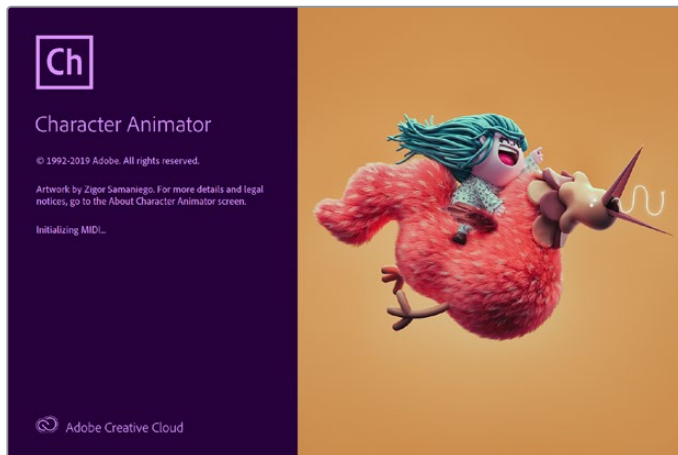 Ch
Character Animator
© 1992-2019 Adobe. All rights reserved.
Artwork by Zigor Samaniego. For more details and legal
notices, go to the About Character Animator screen.
Initializing MIDI...
Adobe Creative Cloud